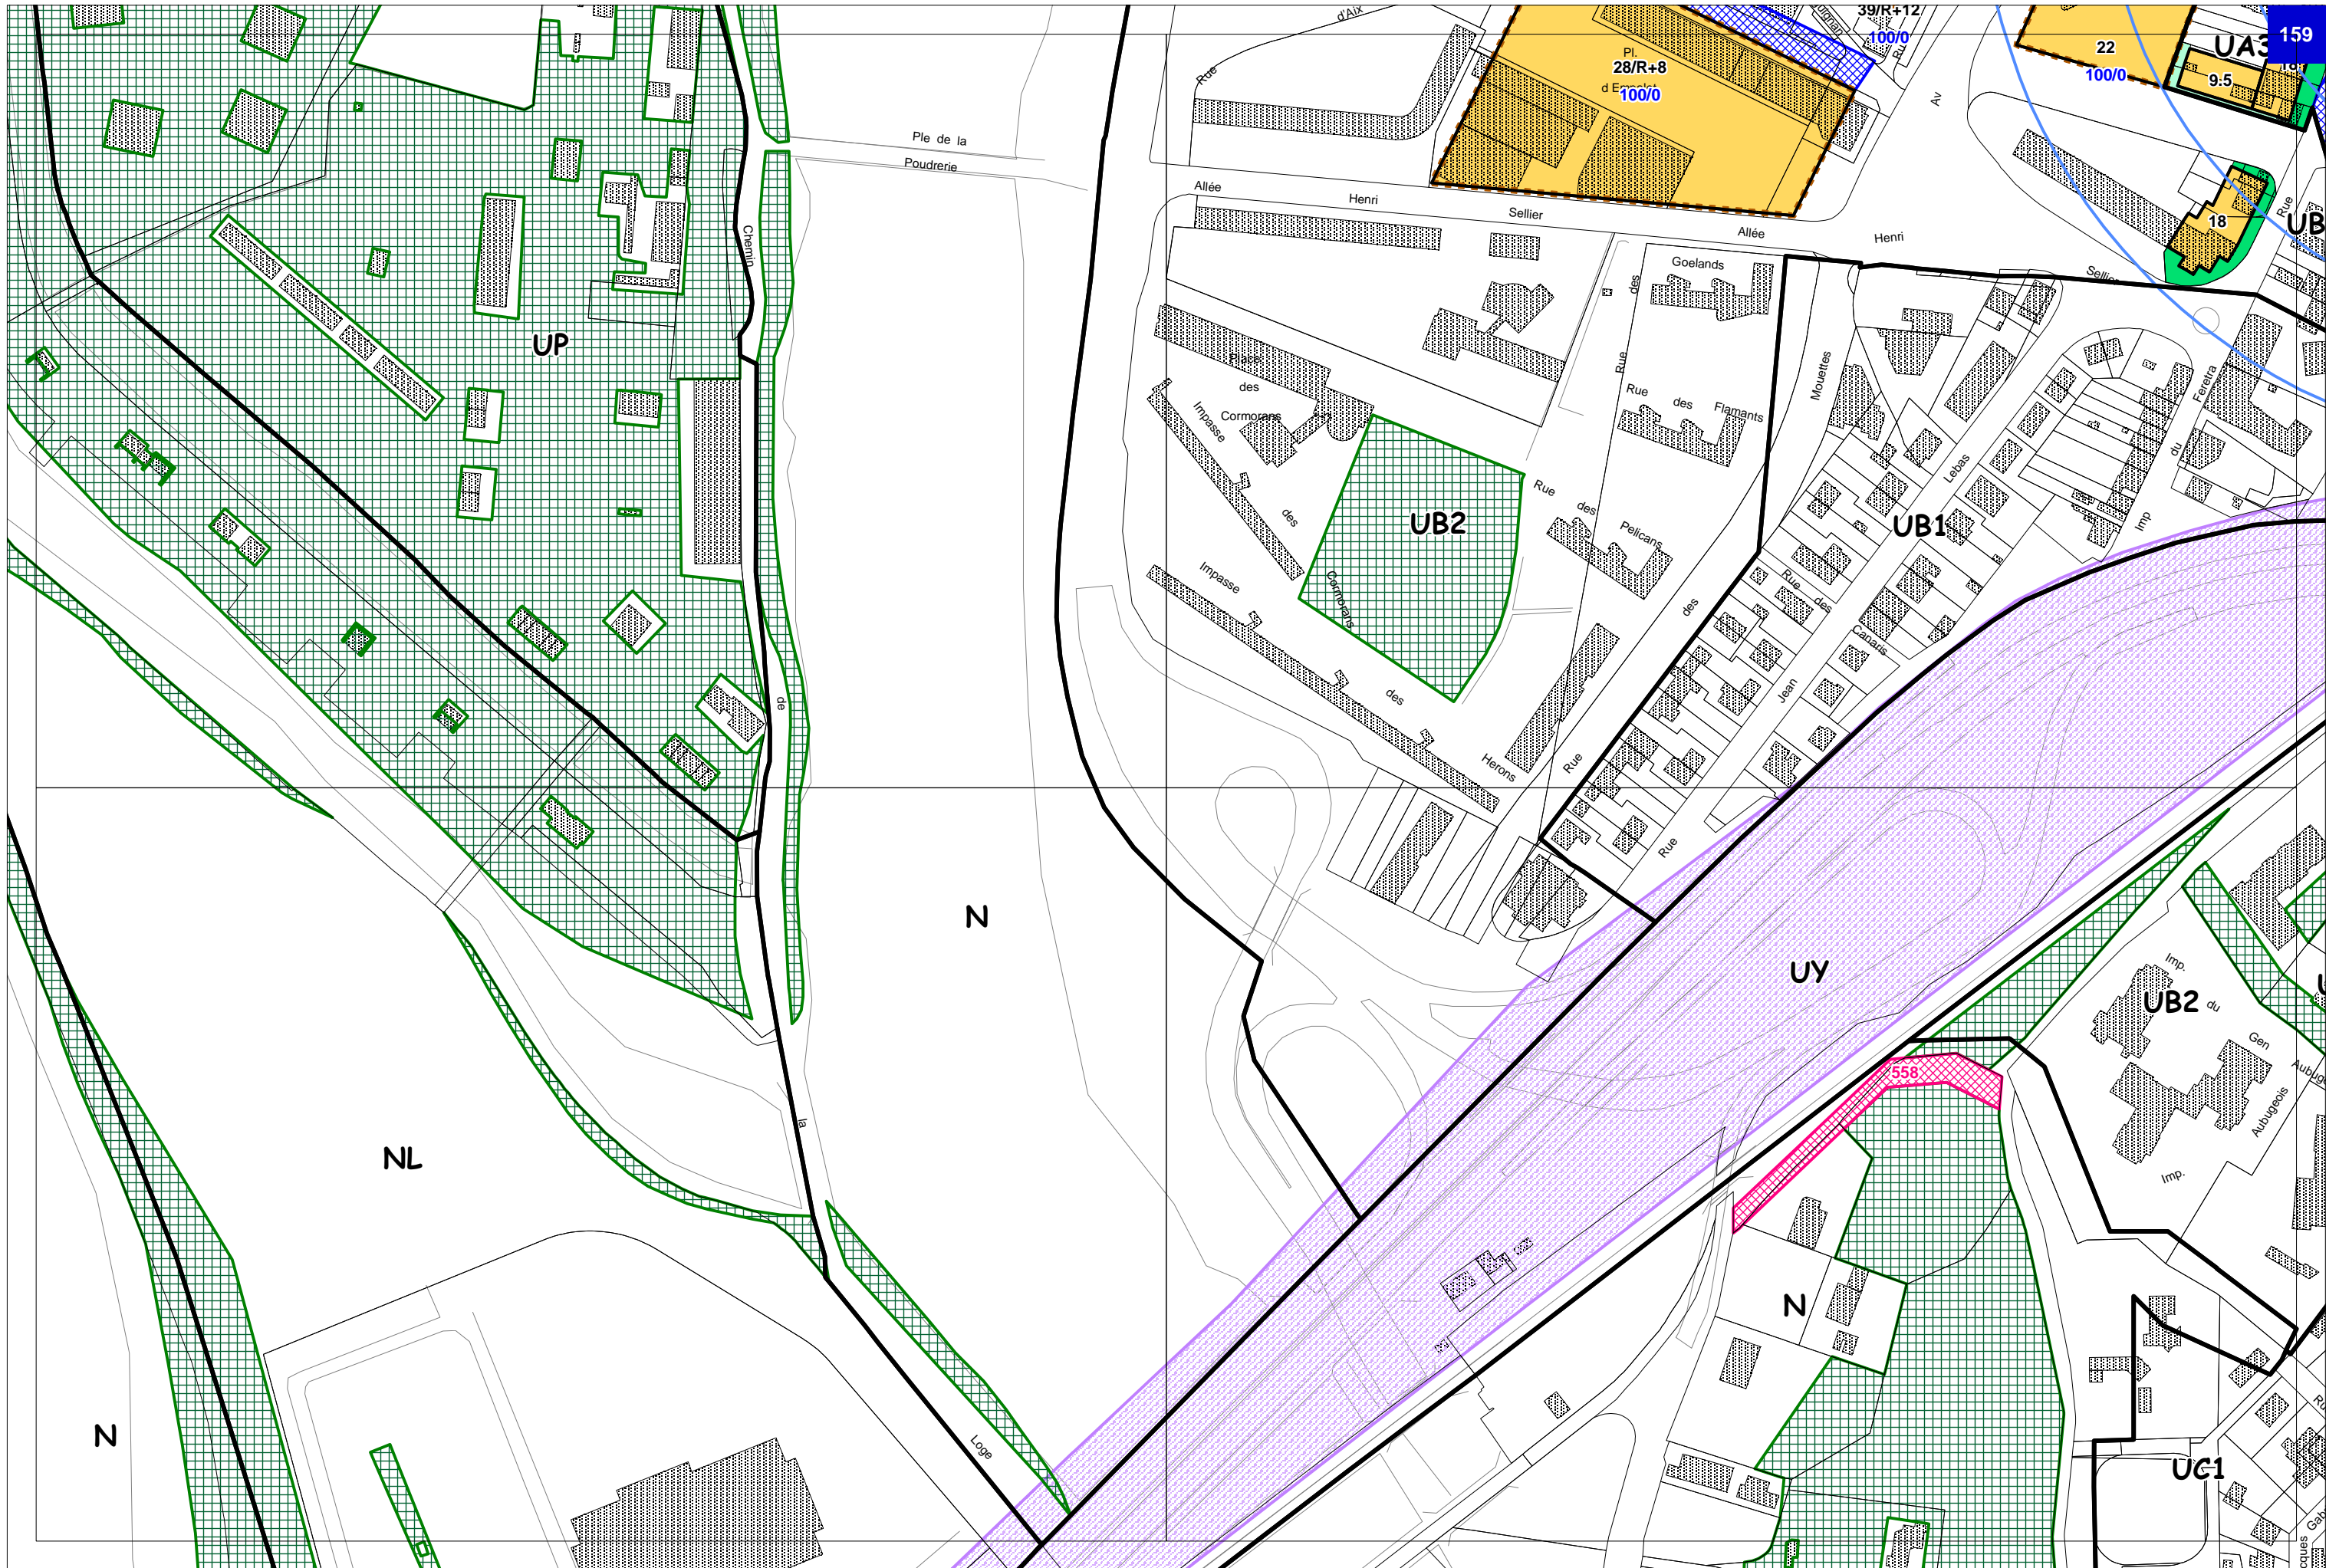 39/R+12
100/0
159
UA3
22
100/0
9.5
d'Aix
Rue
Pl.
28/R+8
100/0
Av
Ple de la
Poudrerie
Allée
Henri
Sellier
Allée
Henri
Sellier
18
Rue
UB
Chemin
UP
Goelands
des
Rue
Place
des
Cormorans
Impasse
des
Rue
des
Flamants
Mouettes
Feretra
du
Imp
UB2
Rue
des
Pelicans
Lebas
UB1
Impasse
Cormorans
des
Herons
Rue
des
Rue
des
Canaris
Jean
Rue
de
N
UY
Imp.
du
UB2
Gen
Aubugeois
Imp.
558
la
NL
N
N
Loge
UC1